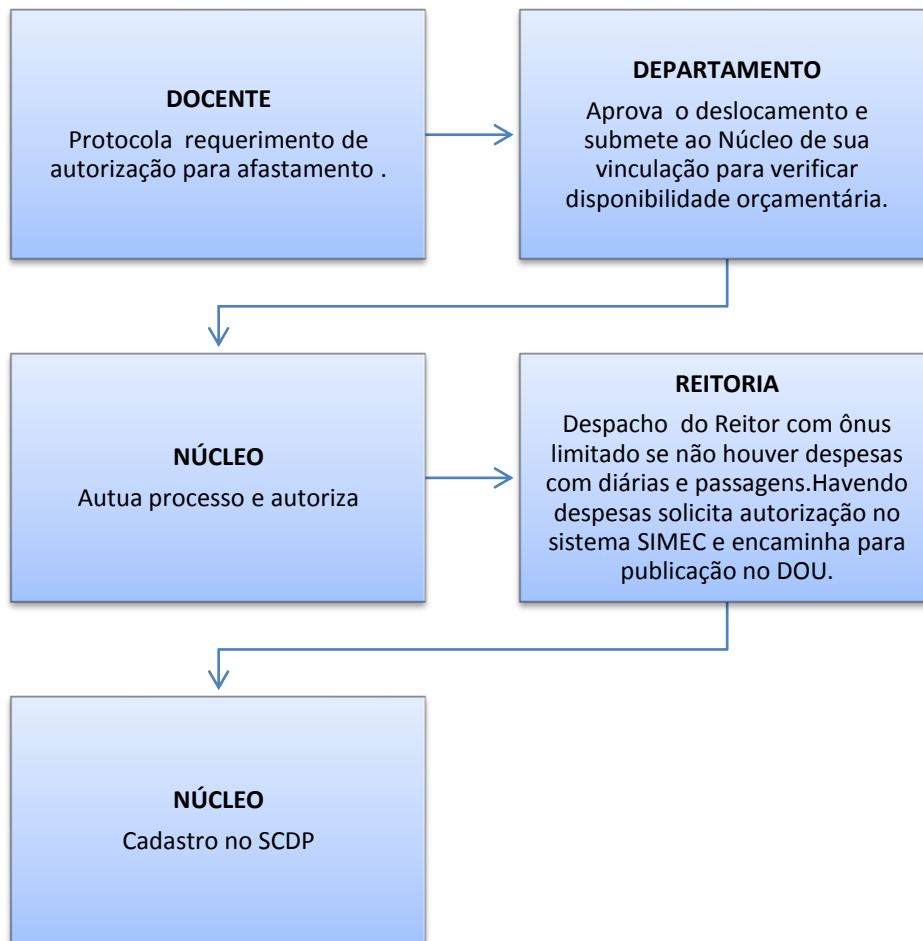 DOCENTE
Protocola requerimento de
autorização para afastamento .
DEPARTAMENTO
Aprova o deslocamento e
submete ao Núcleo de sua
vinculação para verificar
disponibilidade orçamentária.
NÚCLEO
Autua processo e autoriza
REITORIA
Despacho do Reitor com ônus
limitado se não houver despesas
com diárias e passagens.Havendo
despesas solicita autorização no
sistema SIMEC e encaminha para
publicação no DOU.
NÚCLEO
Cadastro no SCDP